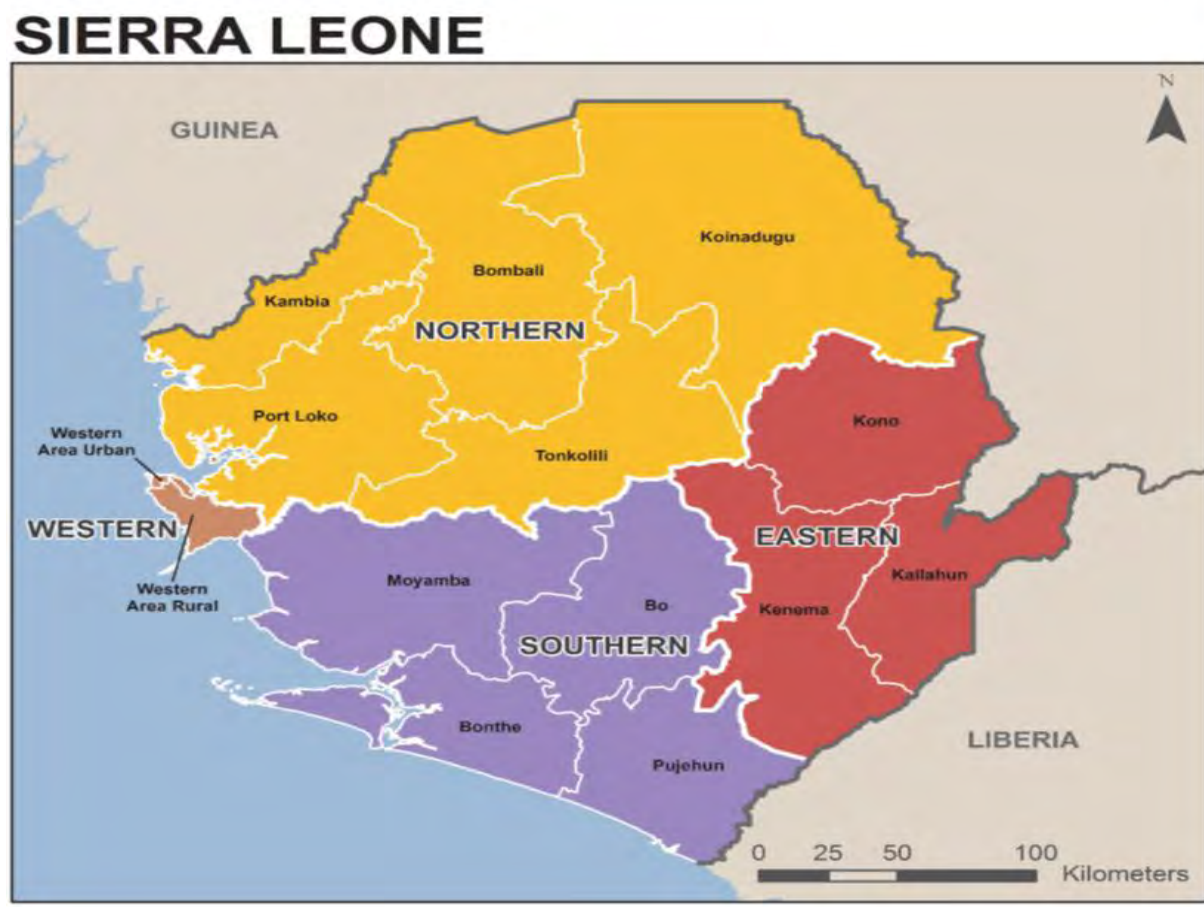 SIERRA LEONE
N
GUINEA
Koinadugu
Bombali
Kambia
NORTHERN
Port Loko
Kono
Western
Area Urban
Tonkolili
WESTERN
EASTERN
Kailahun
Moyamba
Western
Area Rural
Bo
Kenema
SOUTHERN
Bonthe
LIBERIA
Pujehun
0 25 50 100
Kilometers